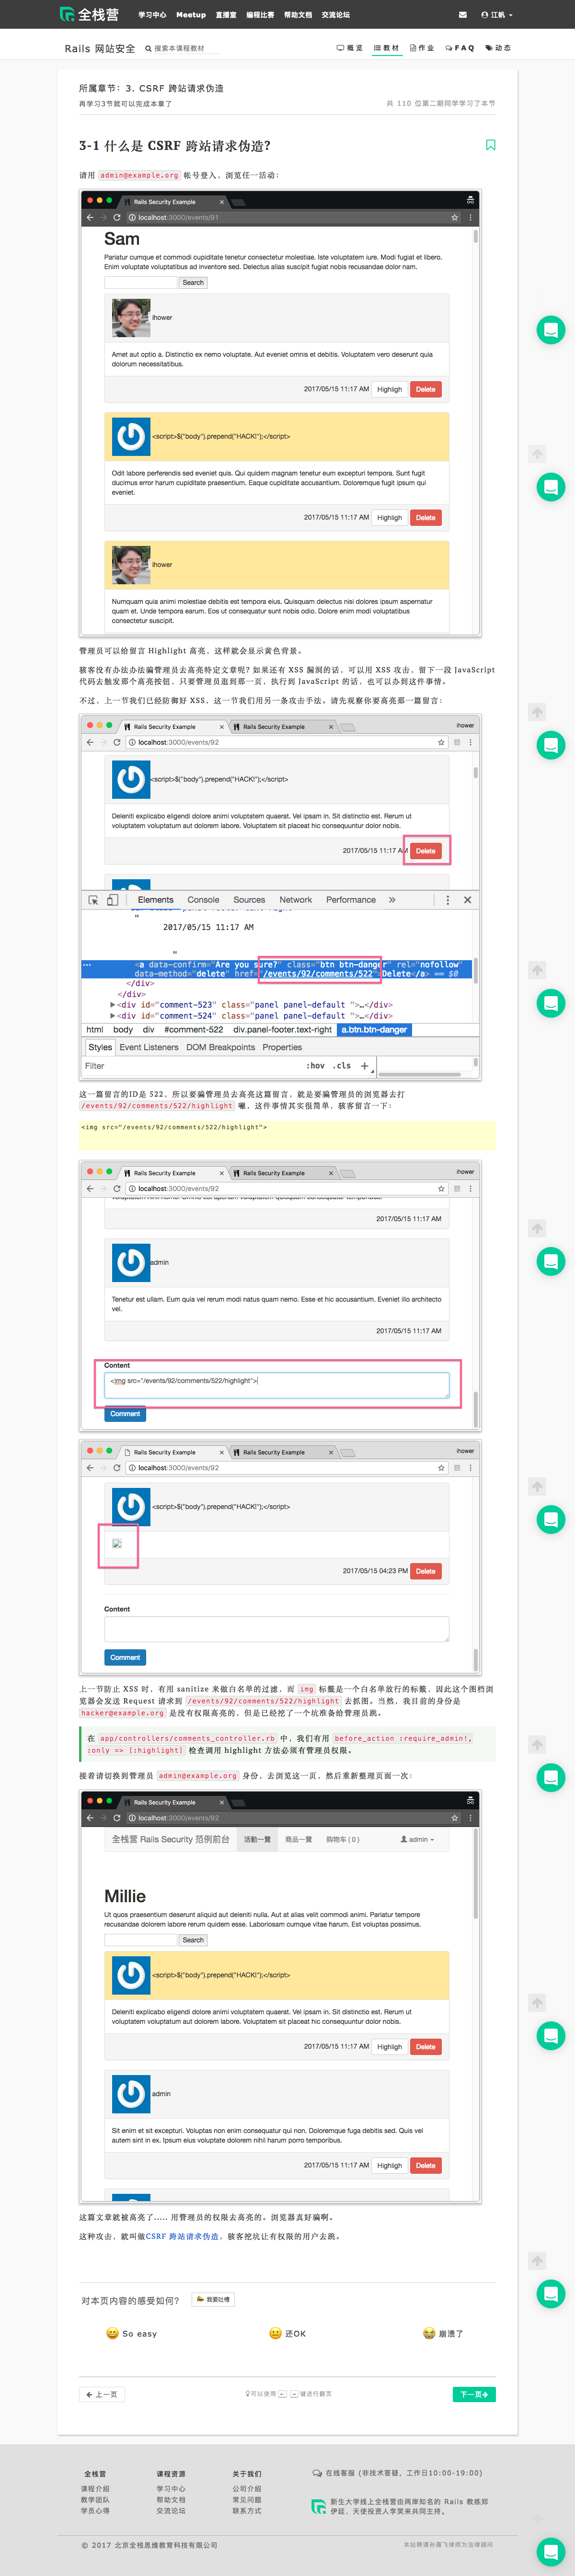 全栈营 学习中心 Meetup 直播室 编程比赛 帮助文档 交流论坛 江帆
Rails 网站安全 搜索本课程教材 概览 教材 作业 FAQ 动态
所属章节：3. CSRF 跨站请求伪造
再学习3节就可以完成本章了 共 110 位第二期同学学习了本节
3-1 什么是 CSRF 跨站请求伪造?
请用 admin@example.org 帐号登入，浏览任一活动：
Rails Security Example
localhost:3000/events/91
Sam
Pariatur cumque et commodi cupiditate tenetur consectetur molestiae. Iste voluptatem iure. Modi fugiat et libero.
Enim voluptate voluptatibus ad inventore sed. Delectus alias suscipit fugiat nobis recusandae dolor nam.
Search
ihower
Amet aut optio a. Distinctio ex nemo voluptate. Aut eveniet omnis et debitis. Voluptatem vero deserunt quia
dolorum necessitatibus.
2017/05/15 11:17 AM Highligh Delete
<script>$("body").prepend("HACK!");</script>
Odit labore perferendis sed eveniet quis. Qui quidem magnam tenetur eum excepturi tempora. Sunt fugit
ducimus error harum cupiditate praesentium. Eaque cupiditate accusantium. Doloremque fugit ipsum qui
eveniet.
2017/05/15 11:17 AM Highligh Delete
ihower
Numquam quia animi molestiae debitis est tempora eius. Quisquam delectus nisi dolores ipsum aspernatur
quam et. Unde tempora earum. Eos ut consequatur sunt nobis odio. Dolore enim modi voluptatibus
consectetur suscipit.
管理员可以给留言 Highlight 高亮，这样就会显示黄色背景。
骇客有没有办法骗管理员去高亮特定文章呢? 如果还有 XSS 漏洞的话，可以用 XSS 攻击，留下一段 JavaScript
代码去触发那个高亮按钮，只要管理员逛到那一页，执行到 JavaScript 的话，也可以办到这件事情。
不过，上一节我们已经防御好 XSS，这一节我们用另一条攻击手法。请先观察你要高亮那一篇留言：
Rails Security Example Rails Security Example ihower
localhost:3000/events/92
<script>$("body").prepend("HACK!");</script>
Deleniti explicabo eligendi dolore animi voluptatem quaerat. Vel ipsam in. Sit distinctio est. Rerum ut
voluptatem voluptatum aut dolorem labore. Voluptatem sit placeat hic consequuntur dolor nobis.
2017/05/15 11:17 AM Delete
Elements Console Sources Network Performance »
"
2017/05/15 11:17 AM
"
<a data-confirm="Are you sure?" class="btn btn-danger" rel="nofollow"
data-method="delete" href="/events/92/comments/522">Delete</a> == $0
</div>
</div>
<div id="comment-523" class="panel panel-default ">…</div>
<div id="comment-524" class="panel panel-default ">…</div>
html body div #comment-522 div.panel-footer.text-right a.btn.btn-danger
Styles Event Listeners DOM Breakpoints Properties
Filter :hov .cls +
这一篇留言的ID是 522，所以要骗管理员去高亮这篇留言，就是要骗管理员的浏览器去打
/events/92/comments/522/highlight 囉，这件事情其实很简单，骇客留言一下：
<img src="/events/92/comments/522/highlight">
Rails Security Example Rails Security Example ihower
localhost:3000/events/92
2017/05/15 11:17 AM
admin
Tenetur est ullam. Eum quia vel rerum modi natus quam nemo. Esse et hic accusantium. Eveniet illo architecto
vel.
2017/05/15 11:17 AM
Content
<img src="/events/92/comments/522/highlight">
Comment
Rails Security Example Rails Security Example ihower
localhost:3000/events/92
<script>$("body").prepend("HACK!");</script>
2017/05/15 04:23 PM Delete
Content
Comment
上一节防止 XSS 时，有用 sanitize 来做白名单的过滤，而 img 标籤是一个白名单放行的标籤，因此这个图档浏
览器会发送 Request 请求到 /events/92/comments/522/highlight 去抓图。当然，我目前的身份是
hacker@example.org 是没有权限高亮的，但是已经挖了一个坑准备给管理员跳。
在 app/controllers/comments_controller.rb 中，我们有用 before_action :require_admin!,
:only => [:highlight] 检查调用 highlight 方法必须有管理员权限。
接着请切换到管理员 admin@example.org 身份，去浏览这一页，然后重新整理页面一次：
Rails Security Example
localhost:3000/events/92
全栈营 Rails Security 范例前台 活動一覽 商品一覽 购物车 ( 0 ) admin
Millie
Ut quos praesentium deserunt aliquid aut deleniti nulla. Aut at alias velit commodi animi. Pariatur tempore
recusandae dolorem labore rerum quidem esse. Laboriosam cumque vitae harum. Est voluptas possimus.
Search
<script>$("body").prepend("HACK!");</script>
Deleniti explicabo eligendi dolore animi voluptatem quaerat. Vel ipsam in. Sit distinctio est. Rerum ut
voluptatem voluptatum aut dolorem labore. Voluptatem sit placeat hic consequuntur dolor nobis.
2017/05/15 11:17 AM Highligh Delete
admin
Sit enim et sit excepturi. Voluptas non enim consequatur qui non. Doloremque fuga debitis sed. Quis vel
autem sint in ex. Ipsum eius voluptate dolorem nihil harum porro temporibus.
2017/05/15 11:17 AM Highligh Delete
这篇文章就被高亮了..... 用管理员的权限去高亮的。浏览器真好骗啊。
这种攻击，就叫做CSRF 跨站请求伪造，骇客挖坑让有权限的用户去跳。
对本页内容的感受如何? 我要吐槽
So easy 还OK 崩溃了
上一页 可以使用 键进行翻页 下一页
全栈营 课程资源 关于我们 在线客服 (非技术答疑，工作日10:00-19:00)
课程介绍 学习中心 公司介绍
教学团队 帮助文档 常见问题 新生大学线上全栈营由两岸知名的 Rails 教练郑
学员心得 交流论坛 联系方式 伊廷、天使投资人李笑来共同主持。
© 2017 北京全栈思维教育科技有限公司 本站聘请孙晨飞律师为法律顾问